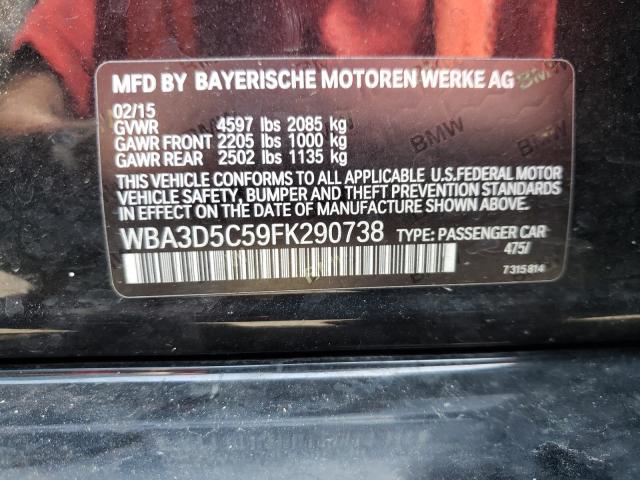 MFD BY BAYERISCHE MOTOREN WERKE AG
02/15
GVWR 4597 lbs 2085 kg
GAWR FRONT 2205 lbs 1000 kg
GAWR REAR 2502 lbs 1135 kg
THIS VEHICLE CONFORMS TO ALL APPLICABLE U.S.FEDERAL MOTOR
VEHICLE SAFETY, BUMPER AND THEFT PREVENTION STANDARDS
IN EFFECT ON THE DATE OF MANUFACTURE SHOWN ABOVE.
WBA3D5C59FK290738 TYPE: PASSENGER CAR
475/
7315814
BMW
BMW